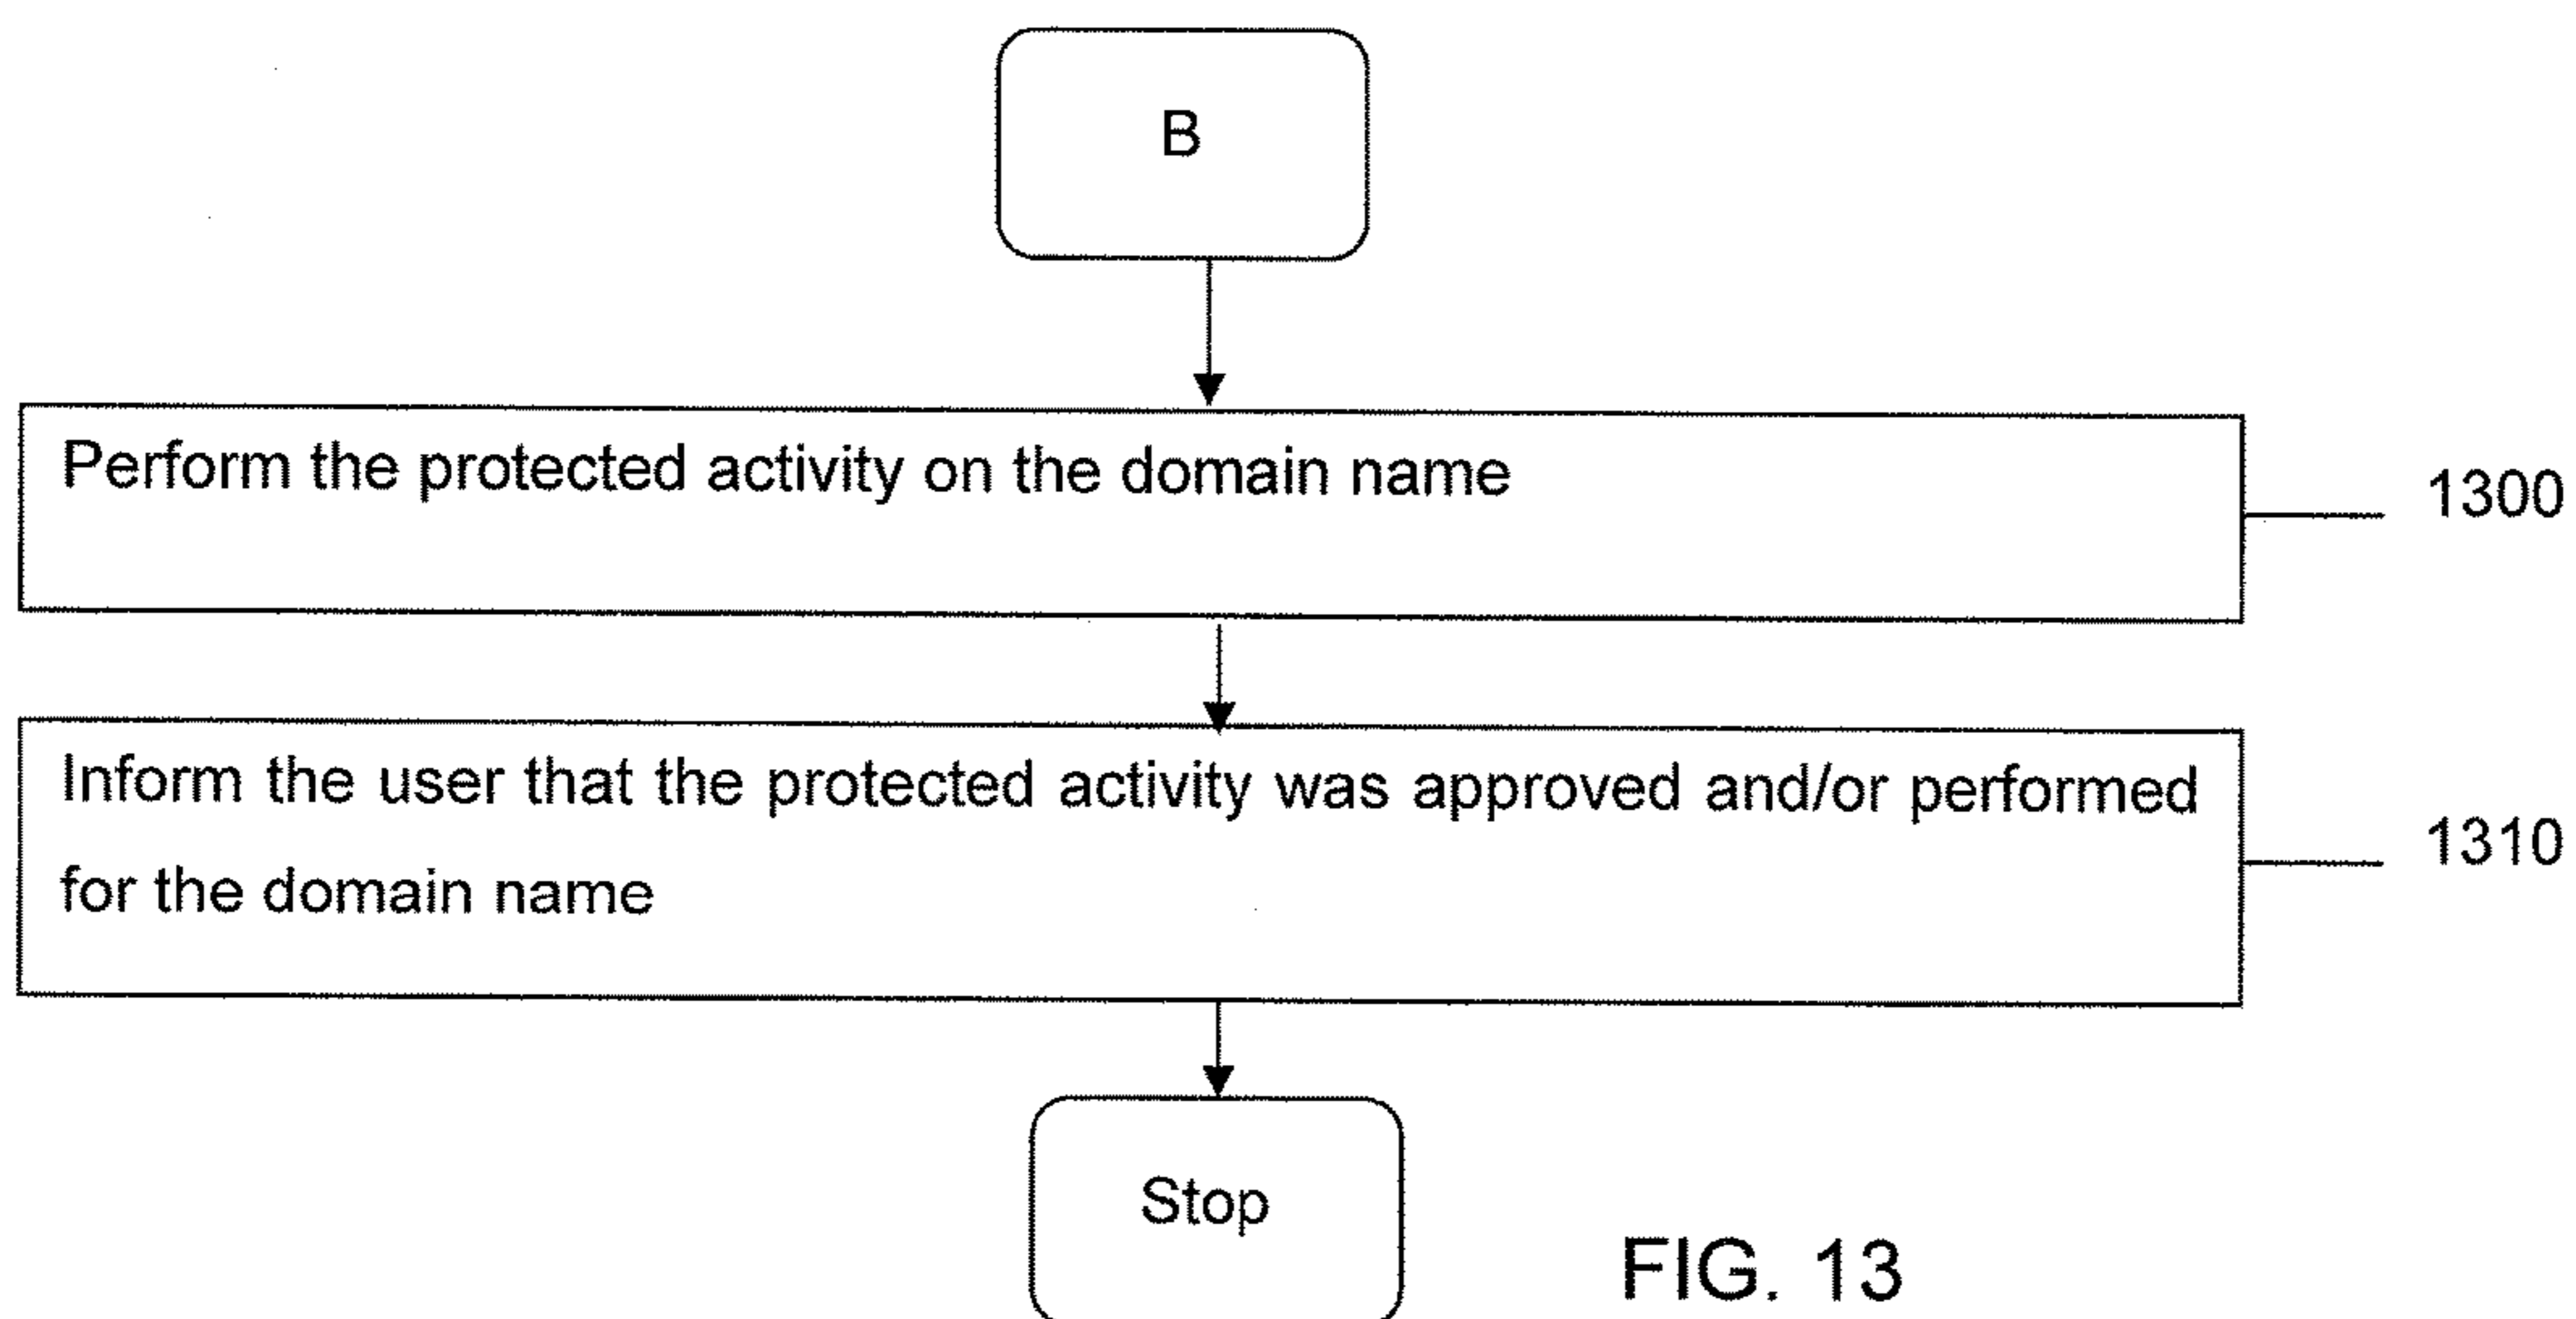 B
Perform the protected activity on the domain name
1300
Inform the user that the protected activity was approved and/or performed
for the domain name
1310
Stop
FIG. 13